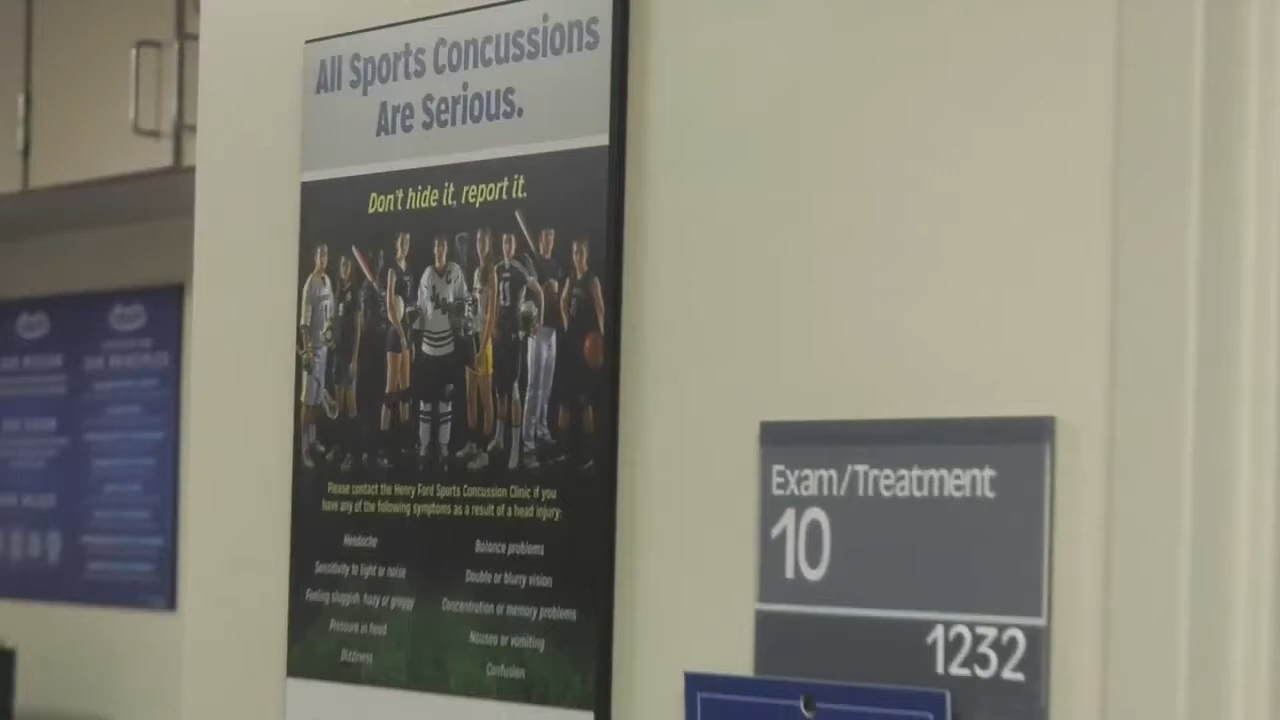 All Sports Concussions
Are Serious.
Don't hide it, report it.
Please contact the Henry Ford Sports Concussion Clinic if you
have any of the following symptoms as a result of a head injury:
Headache
Sensitivity to light or noise
Feeling sluggish, hazy or groggy
Pressure in head
Dizziness
Balance problems
Double or blurry vision
Concentration or memory problems
Nausea or vomiting
Confusion
Exam/Treatment
10
1232